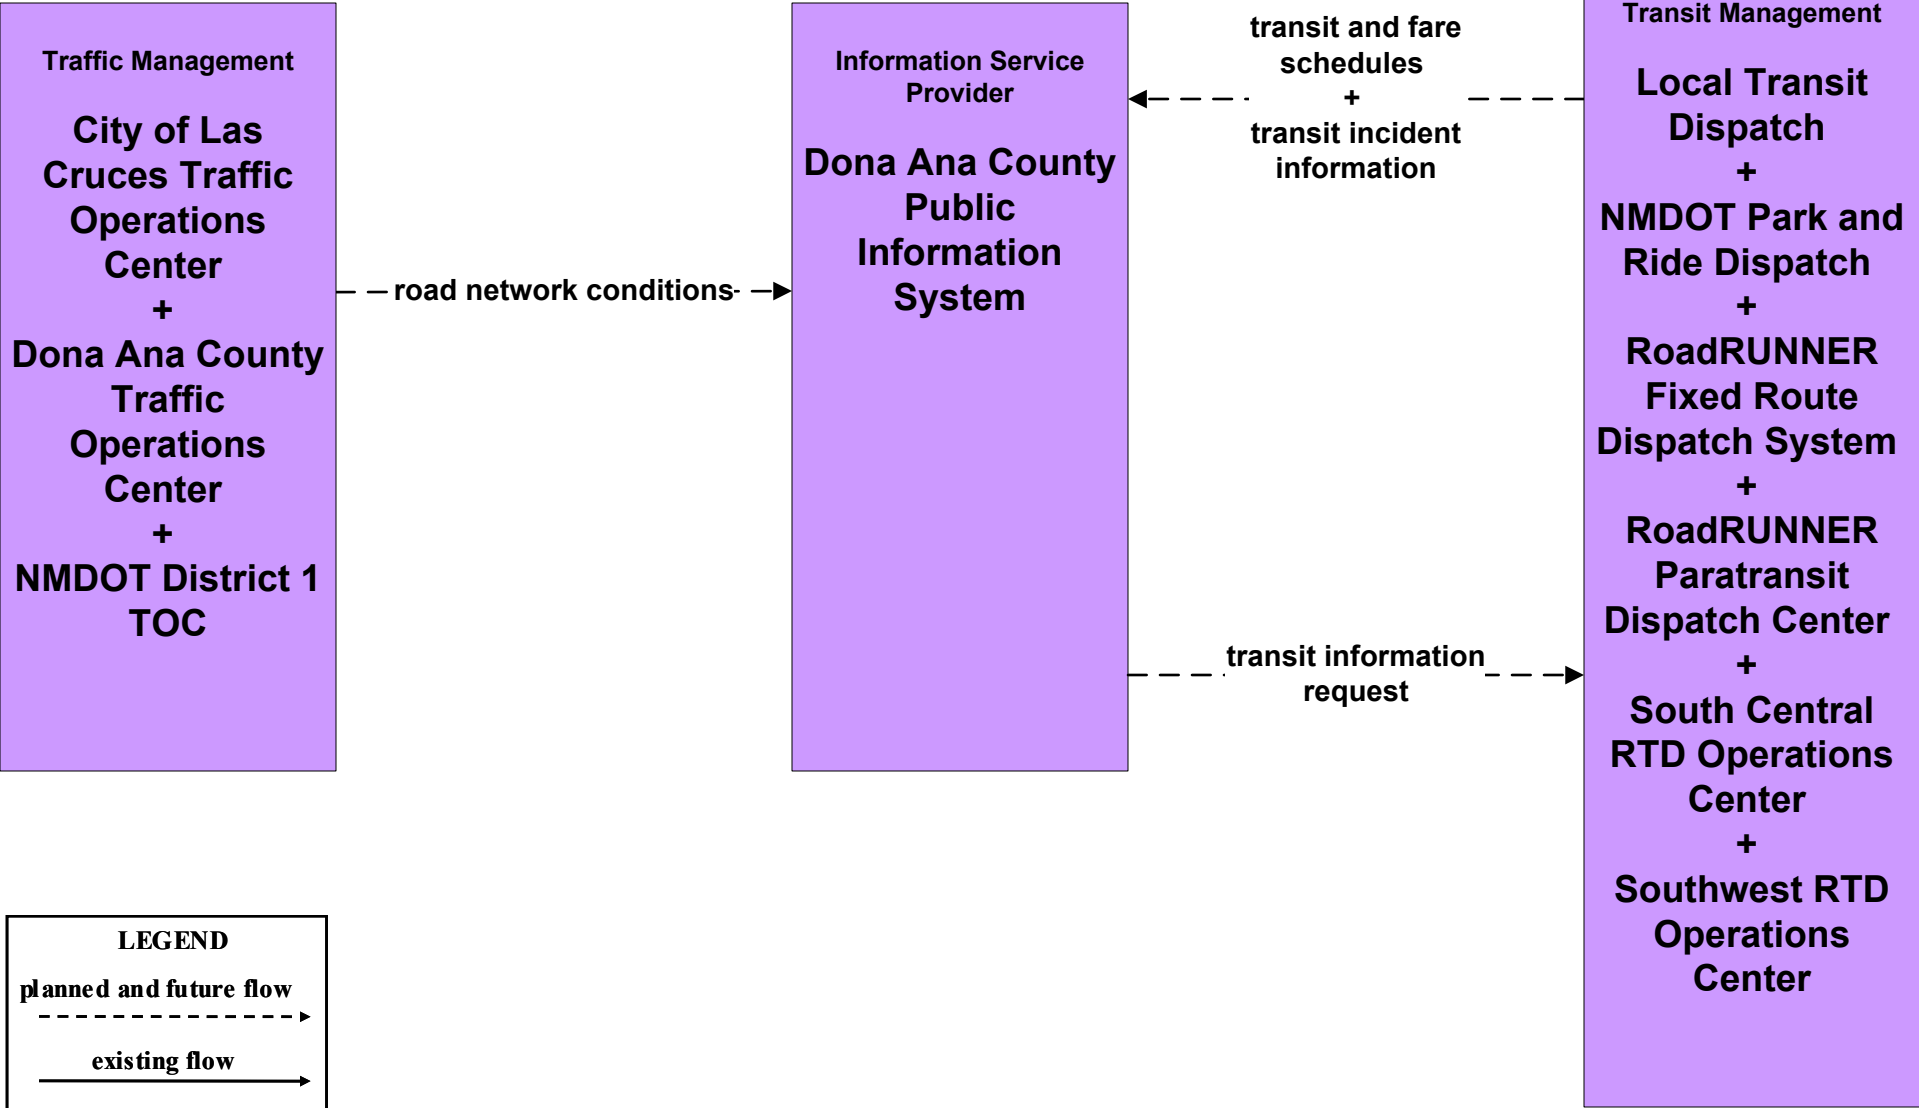 Traffic Management
City of Las
Cruces Traffic
Operations
Center
+
Dona Ana County
Traffic
Operations
Center
+
NMDOT District 1
TOC
road network conditions
Information Service
Provider
Dona Ana County
Public
Information
System
transit and fare
schedules
+
transit incident
information
transit information
request
Transit Management
Local Transit
Dispatch
+
NMDOT Park and
Ride Dispatch
+
RoadRUNNER
Fixed Route
Dispatch System
+
RoadRUNNER
Paratransit
Dispatch Center
+
South Central
RTD Operations
Center
+
Southwest RTD
Operations
Center
LEGEND
planned and future flow
existing flow